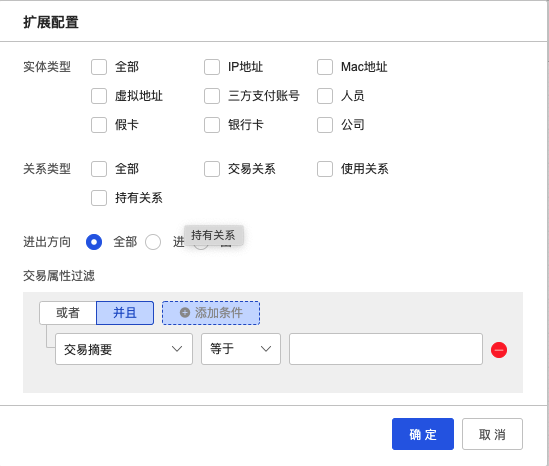 扩展配置
实体类型 全部 IP地址 Mac地址
虚拟地址 三方支付账号 人员
假卡 银行卡 公司
关系类型 全部 交易关系 使用关系
持有关系
进出方向 全部 进
持有关系
交易属性过滤
或者 并且 添加条件
交易摘要 等于
确定 取消